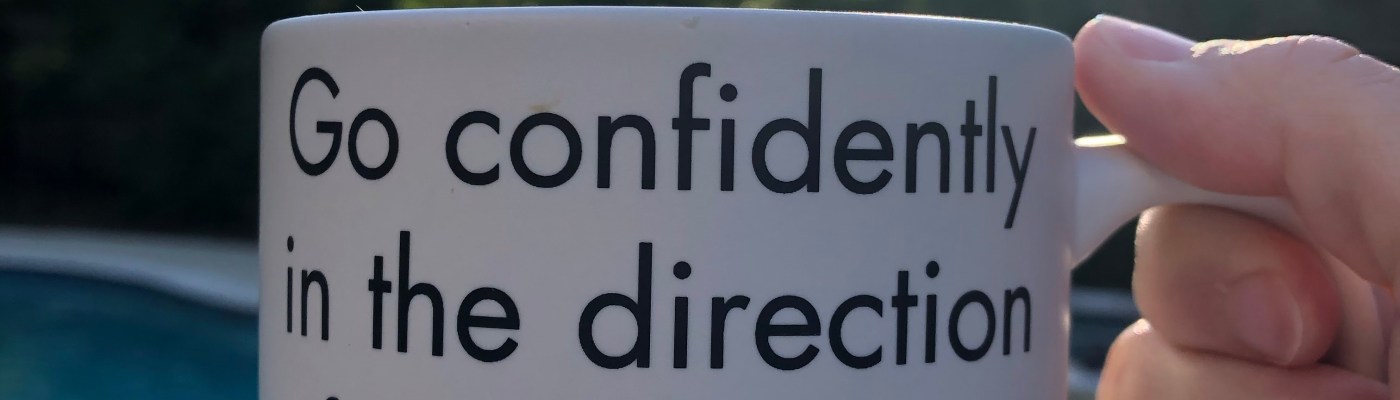 Go confidently
in the direction